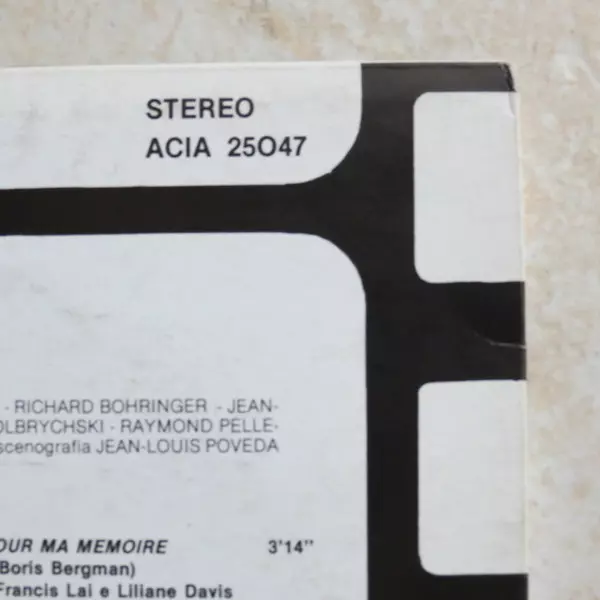 STEREO
ACIA 25047
- RICHARD BOHRINGER - JEAN-
OLBRYCHSKI - RAYMOND PELLE-
scenografia JEAN-LOUIS POVEDA
OUR MA MEMOIRE 3'14"
Boris Bergman)
Francis Lai e Liliane Davis